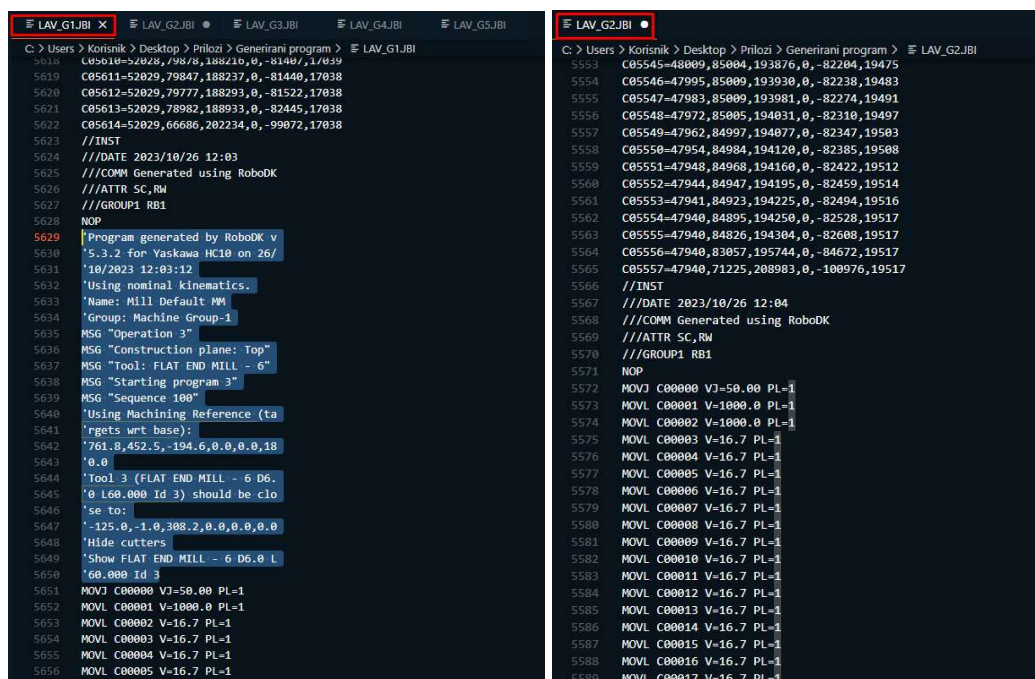 LAV_G1.JBI × LAV_G2.JBI ● LAV_G3.JBI LAV_G4.JBI LAV_G5.JBI
C: > Users > Korisnik > Desktop > Prilozi > Generirani program > LAV_G1.JBI
5618 C05610=52028,79878,188216,0,-81407,17039
5619 C05611=52029,79847,188237,0,-81440,17038
5620 C05612=52029,79777,188293,0,-81522,17038
5621 C05613=52029,78982,188933,0,-82445,17038
5622 C05614=52029,66686,202234,0,-99072,17038
5623 //INST
5624 ///DATE 2023/10/26 12:03
5625 ///COMM Generated using RoboDK
5626 ///ATTR SC,RW
5627 ///GROUP1 RB1
5628 NOP
5629 'Program generated by RoboDK v
5630 '5.3.2 for Yaskawa HC10 on 26/
5631 '10/2023 12:03:12
5632 'Using nominal kinematics.
5633 'Name: Mill Default MM
5634 'Group: Machine Group-1
5635 MSG "Operation 3"
5636 MSG "Construction plane: Top"
5637 MSG "Tool: FLAT END MILL - 6"
5638 MSG "Starting program 3"
5639 MSG "Sequence 100"
5640 'Using Machining Reference (ta
5641 'rgets wrt base):
5642 '761.8,452.5,-194.6,0.0,0.0,18
5643 '0.0
5644 'Tool 3 (FLAT END MILL - 6 D6.
5645 '0 L60.000 Id 3) should be clo
5646 'se to:
5647 '-125.0,-1.0,308.2,0.0,0.0,0.0
5648 'Hide cutters
5649 'Show FLAT END MILL - 6 D6.0 L
5650 '60.000 Id 3
5651 MOVJ C00000 VJ=50.00 PL=1
5652 MOVL C00001 V=1000.0 PL=1
5653 MOVL C00002 V=16.7 PL=1
5654 MOVL C00003 V=16.7 PL=1
5655 MOVL C00004 V=16.7 PL=1
5656 MOVL C00005 V=16.7 PL=1
LAV_G2.JBI ●
C: > Users > Korisnik > Desktop > Prilozi > Generirani program > LAV_G2.JBI
5553 C05545=48009,85004,193876,0,-82204,19475
5554 C05546=47995,85009,193930,0,-82238,19483
5555 C05547=47983,85009,193981,0,-82274,19491
5556 C05548=47972,85005,194031,0,-82310,19497
5557 C05549=47962,84997,194077,0,-82347,19503
5558 C05550=47954,84984,194120,0,-82385,19508
5559 C05551=47948,84968,194160,0,-82422,19512
5560 C05552=47944,84947,194195,0,-82459,19514
5561 C05553=47941,84923,194225,0,-82494,19516
5562 C05554=47940,84895,194250,0,-82528,19517
5563 C05555=47940,84826,194304,0,-82608,19517
5564 C05556=47940,83057,195744,0,-84672,19517
5565 C05557=47940,71225,208983,0,-100976,19517
5566 //INST
5567 ///DATE 2023/10/26 12:04
5568 ///COMM Generated using RoboDK
5569 ///ATTR SC,RW
5570 ///GROUP1 RB1
5571 NOP
5572 MOVJ C00000 VJ=50.00 PL=1
5573 MOVL C00001 V=1000.0 PL=1
5574 MOVL C00002 V=1000.0 PL=1
5575 MOVL C00003 V=16.7 PL=1
5576 MOVL C00004 V=16.7 PL=1
5577 MOVL C00005 V=16.7 PL=1
5578 MOVL C00006 V=16.7 PL=1
5579 MOVL C00007 V=16.7 PL=1
5580 MOVL C00008 V=16.7 PL=1
5581 MOVL C00009 V=16.7 PL=1
5582 MOVL C00010 V=16.7 PL=1
5583 MOVL C00011 V=16.7 PL=1
5584 MOVL C00012 V=16.7 PL=1
5585 MOVL C00013 V=16.7 PL=1
5586 MOVL C00014 V=16.7 PL=1
5587 MOVL C00015 V=16.7 PL=1
5588 MOVL C00016 V=16.7 PL=1
5589 MOVL C00017 V=16.7 PL=1